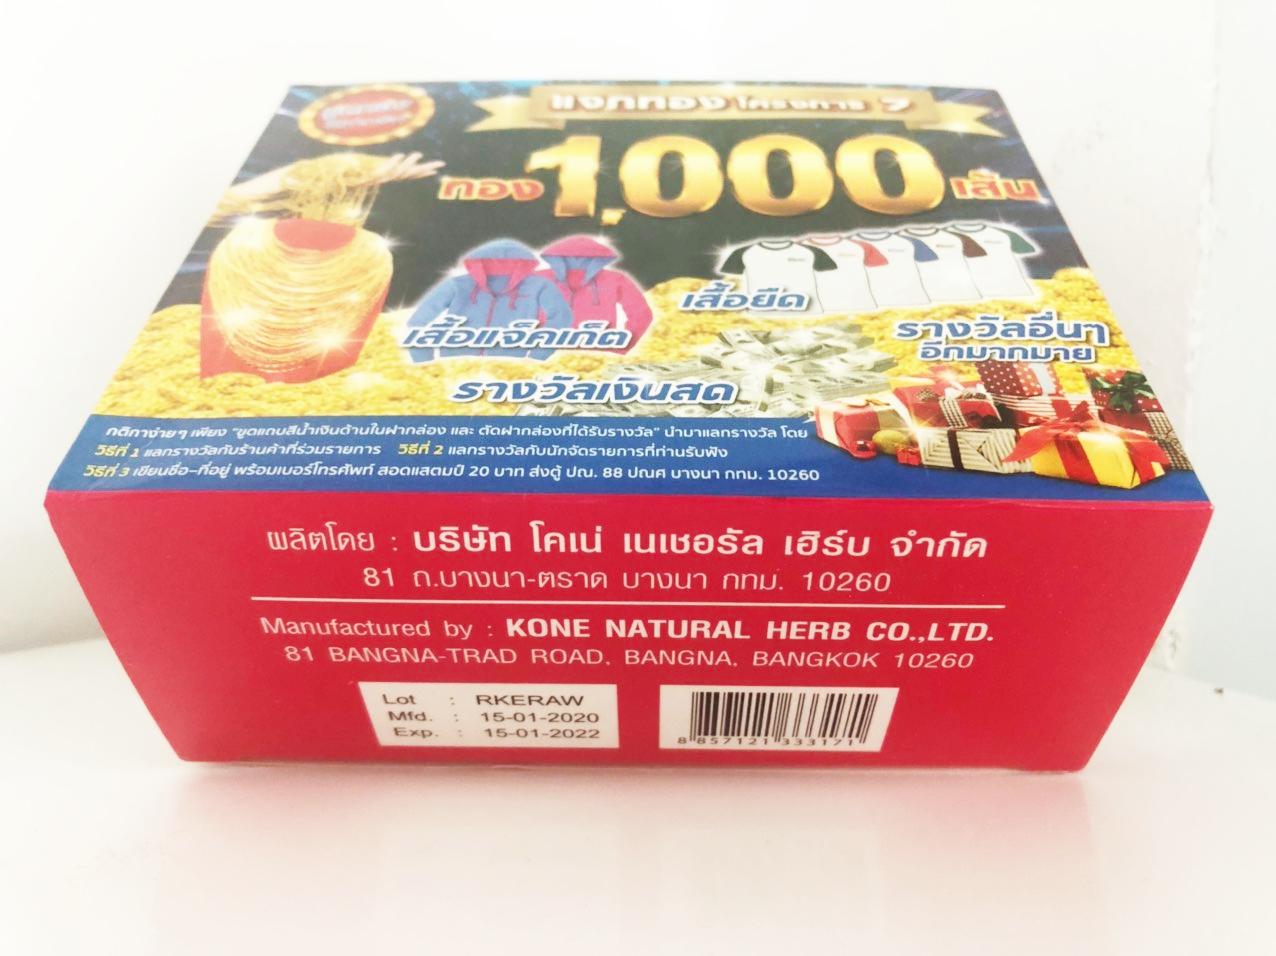 แจกทอง โครงการ 7
ทอง 1,000 เส้น
เสื้อยืด
เสื้อแจ็คเก็ต
รางวัลอื่นๆ
อีกมากมาย
รางวัลเงินสด
กติกาง่ายๆ เพียง "ขูดแถบสีน้ำเงินด้านในฝากล่อง และ ตัดฝากล่องที่ได้รับรางวัล" นำมาแลกรางวัล โดย
วิธีที่ 1 แลกรางวัลกับร้านค้าที่ร่วมรายการ วิธีที่ 2 แลกรางวัลกับนักจัดรายการที่ท่านรับฟัง
วิธีที่ 3 เขียนชื่อ-ที่อยู่ พร้อมเบอร์โทรศัพท์ สอดแสตมป์ 20 บาท ส่งตู้ ปณ. 88 ปณศ บางนา กทม. 10260
ผลิตโดย : บริษัท โคเน่ เนเชอรัล เฮิร์บ จำกัด
81 ถ.บางนา-ตราด บางนา กทม. 10260
Manufactured by : KONE NATURAL HERB CO.,LTD.
81 BANGNA-TRAD ROAD, BANGNA, BANGKOK 10260
Lot : RKERAW
Mfd. : 15-01-2020
Exp. : 15-01-2022
8 857121 333171